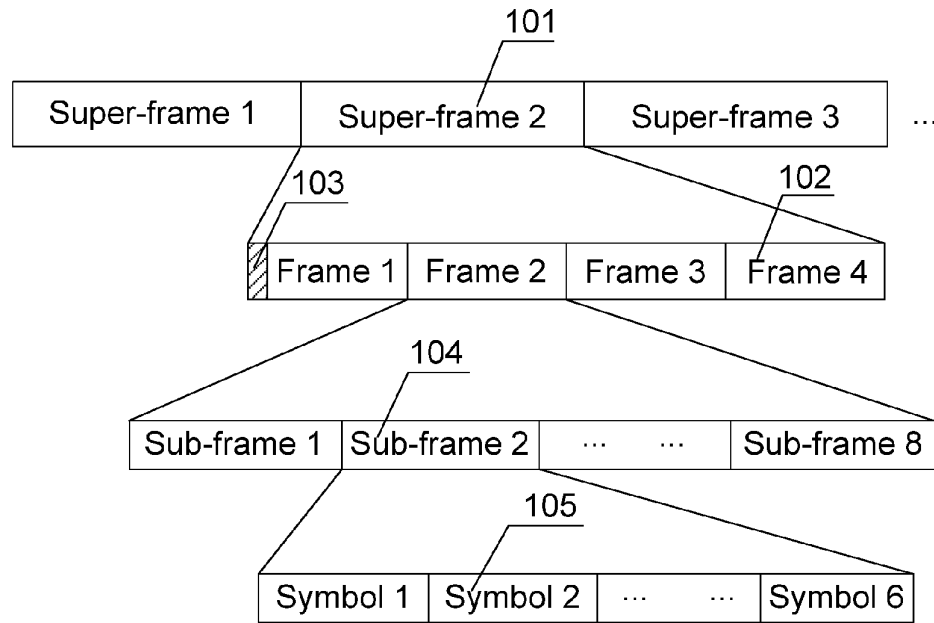 101
Super-frame 1 Super-frame 2 Super-frame 3 ...
103 102
Frame 1 Frame 2 Frame 3 Frame 4
104
Sub-frame 1 Sub-frame 2 ... ... Sub-frame 8
105
Symbol 1 Symbol 2 ... ... Symbol 6